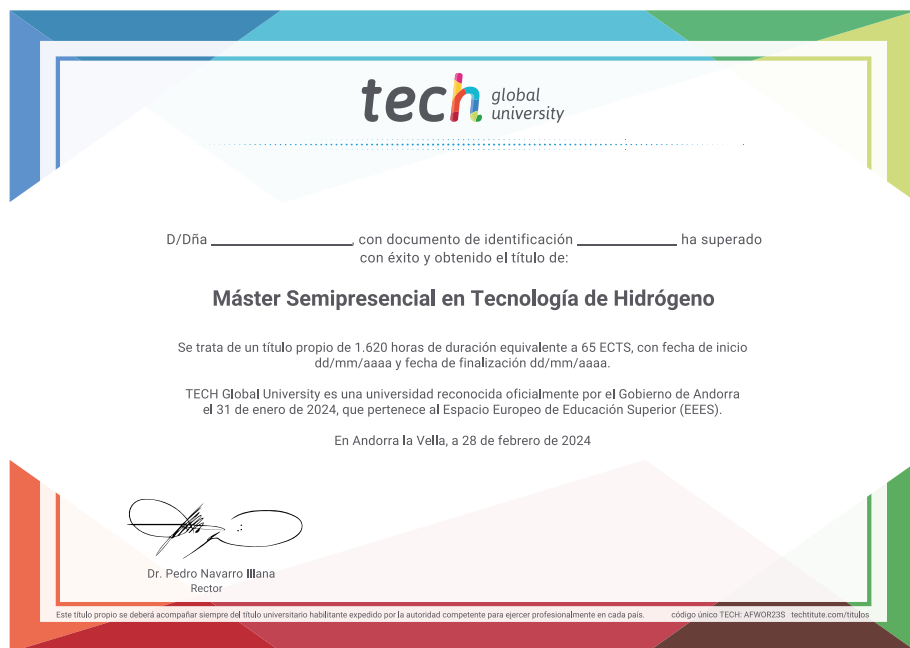 tech global
university
D/Dña ____________________, con documento de identificación ______________ ha superado
con éxito y obtenido el título de:
Máster Semipresencial en Tecnología de Hidrógeno
Se trata de un título propio de 1.620 horas de duración equivalente a 65 ECTS, con fecha de inicio
dd/mm/aaaa y fecha de finalización dd/mm/aaaa.
TECH Global University es una universidad reconocida oficialmente por el Gobierno de Andorra
el 31 de enero de 2024, que pertenece al Espacio Europeo de Educación Superior (EEES).
En Andorra la Vella, a 28 de febrero de 2024
Dr. Pedro Navarro Illana
Rector
Este título propio se deberá acompañar siempre del título universitario habilitante expedido por la autoridad competente para ejercer profesionalmente en cada país. código único TECH: AFWOR23S techtitute.com/titulos